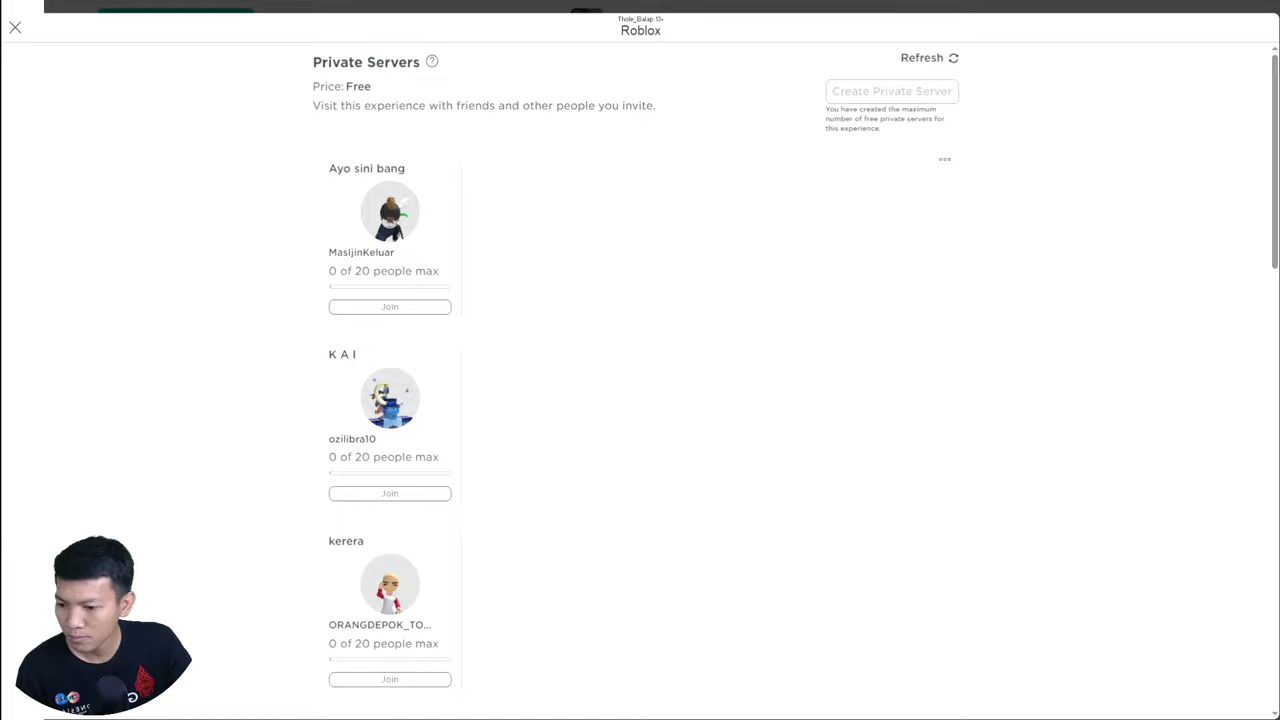 Thole_Elalap: 13+
Roblox
Private Servers
Refresh
Price: Free
Create Private Server
Visit this experience with friends and other people you invite.
You have created the maximum
number of free private servers for
this experience.
Ayo sini bang
MasIjinKeluar
0 of 20 people max
Join
K A I
ozilibra10
0 of 20 people max
Join
kerera
ORANGDEPOK_TO...
0 of 20 people max
Join